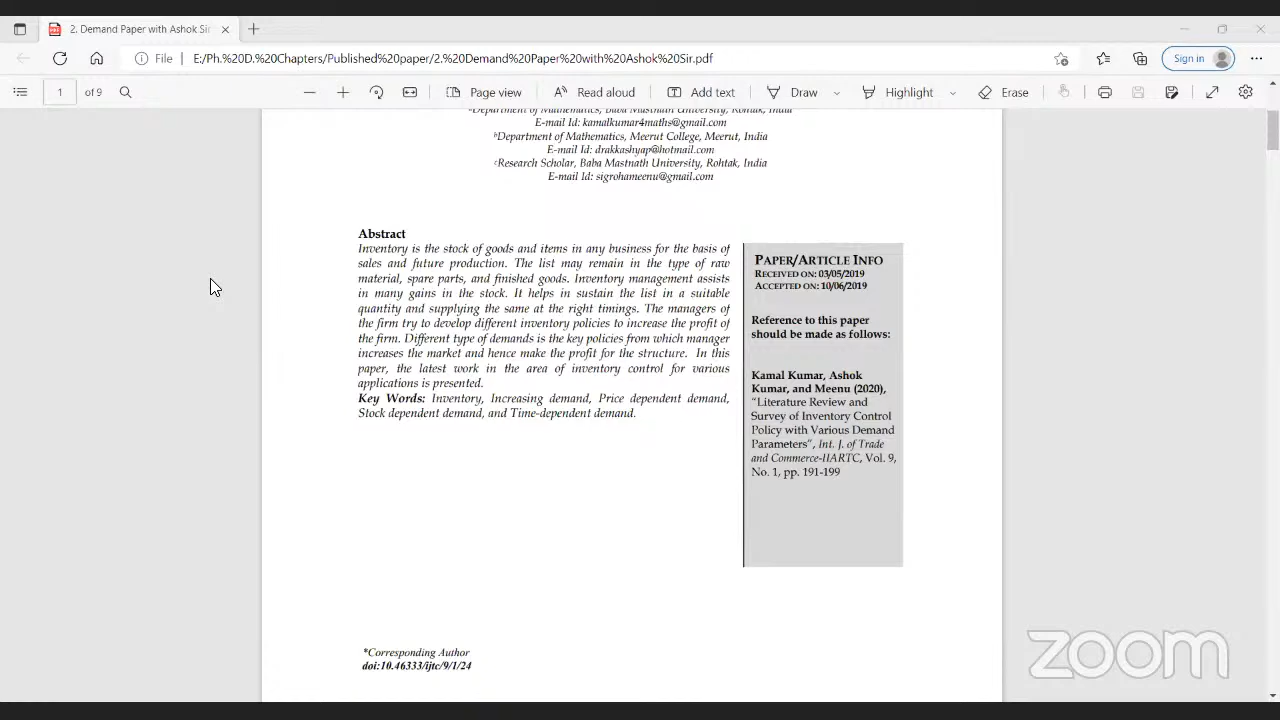 2. Demand Paper with Ashok Sir
File
E:/Ph.%20D.%20Chapters/Published%20paper/2.%20Demand%20Paper%20with%20Ashok%20Sir.pdf
Sign in
1 of 9
Page view
Read aloud
Add text
Draw
Highlight
Erase
ᵃDepartment of Mathematics, Baba Mastnath University, Rohtak, India
E-mail Id: kamalkumar4maths@gmail.com
ᵇDepartment of Mathematics, Meerut College, Meerut, India
E-mail Id: drakkashyap@hotmail.com
ᶜResearch Scholar, Baba Mastnath University, Rohtak, India
E-mail Id: sigrohameenu@gmail.com
Abstract
Inventory is the stock of goods and items in any business for the basis of
sales and future production. The list may remain in the type of raw
material, spare parts, and finished goods. Inventory management assists
in many gains in the stock. It helps in sustain the list in a suitable
quantity and supplying the same at the right timings. The managers of
the firm try to develop different inventory policies to increase the profit of
the firm. Different type of demands is the key policies from which manager
increases the market and hence make the profit for the structure. In this
paper, the latest work in the area of inventory control for various
applications is presented.
Key Words: Inventory, Increasing demand, Price dependent demand,
Stock dependent demand, and Time-dependent demand.
PAPER/ARTICLE INFO
RECEIVED ON: 03/05/2019
ACCEPTED ON: 10/06/2019
Reference to this paper
should be made as follows:
Kamal Kumar, Ashok
Kumar, and Meenu (2020),
“Literature Review and
Survey of Inventory Control
Policy with Various Demand
Parameters”, Int. J. of Trade
and Commerce-IIARTC, Vol. 9,
No. 1, pp. 191-199
*Corresponding Author
doi:10.46333/ijtc/9/1/24
zoom